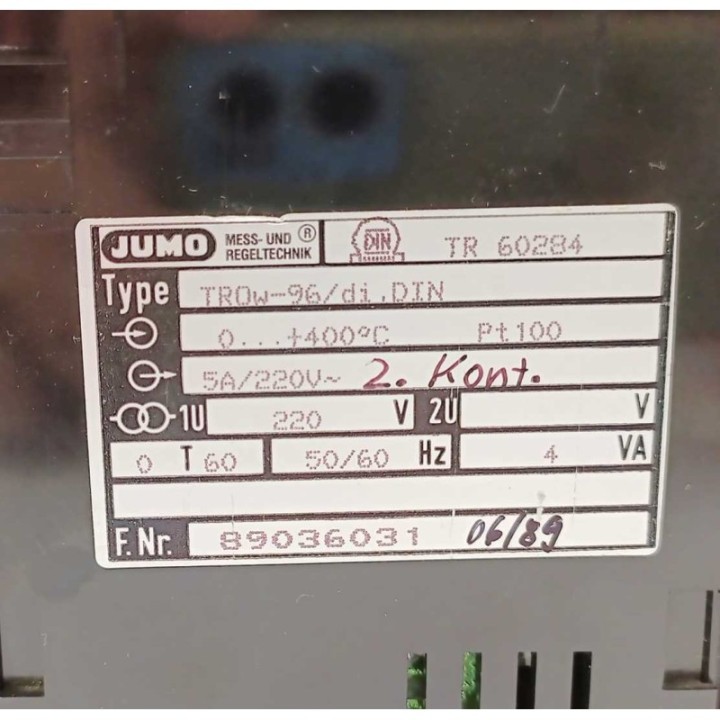 JUMO MESS- UND REGELTECHNIK ® DIN TR 60284
Type TROw-96/di.DIN
0...+400°C Pt100
5A/220V~ 2. Kont.
1U 220 V 2U V
0 T 60 50/60 Hz 4 VA
F.Nr. 89036031 06/89